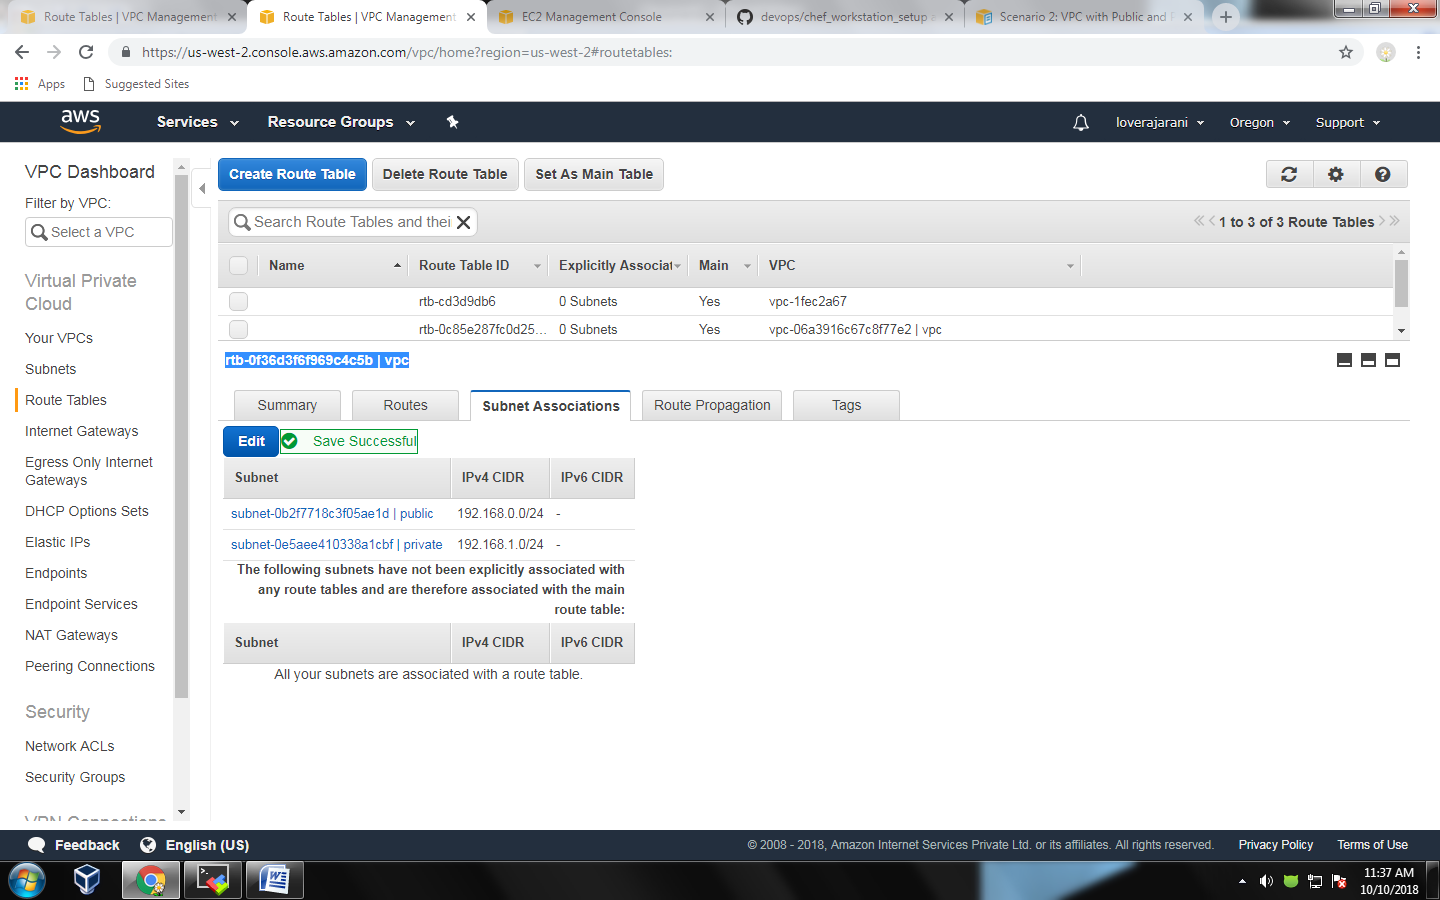 Route Tables | VPC Management
Route Tables | VPC Management
EC2 Management Console
devops/chef_workstation_setup
Scenario 2: VPC with Public and
https://us-west-2.console.aws.amazon.com/vpc/home?region=us-west-2#routetables:
Apps
Suggested Sites
aws
Services
Resource Groups
loverajarani
Oregon
Support
VPC Dashboard
Filter by VPC:
Select a VPC
Virtual Private
Cloud
Your VPCs
Subnets
Route Tables
Internet Gateways
Egress Only Internet
Gateways
DHCP Options Sets
Elastic IPs
Endpoints
Endpoint Services
NAT Gateways
Peering Connections
Security
Network ACLs
Security Groups
VPN Connections
Create Route Table
Delete Route Table
Set As Main Table
Search Route Tables and thei
1 to 3 of 3 Route Tables
Name Route Table ID Explicitly Associat Main VPC
rtb-cd3d9db6 0 Subnets Yes vpc-1fec2a67
rtb-0c85e287fc0d25... 0 Subnets Yes vpc-06a3916c67c8f77e2 | vpc
rtb-0f36d3f6f969c4c5b | vpc
Summary Routes Subnet Associations Route Propagation Tags
Edit Save Successful
Subnet IPv4 CIDR IPv6 CIDR
subnet-0b2f7718c3f05ae1d | public 192.168.0.0/24 -
subnet-0e5aee410338a1cbf | private 192.168.1.0/24 -
The following subnets have not been explicitly associated with
any route tables and are therefore associated with the main
route table:
Subnet IPv4 CIDR IPv6 CIDR
All your subnets are associated with a route table.
Feedback
English (US)
© 2008 - 2018, Amazon Internet Services Private Ltd. or its affiliates. All rights reserved.
Privacy Policy
Terms of Use
11:37 AM
10/10/2018